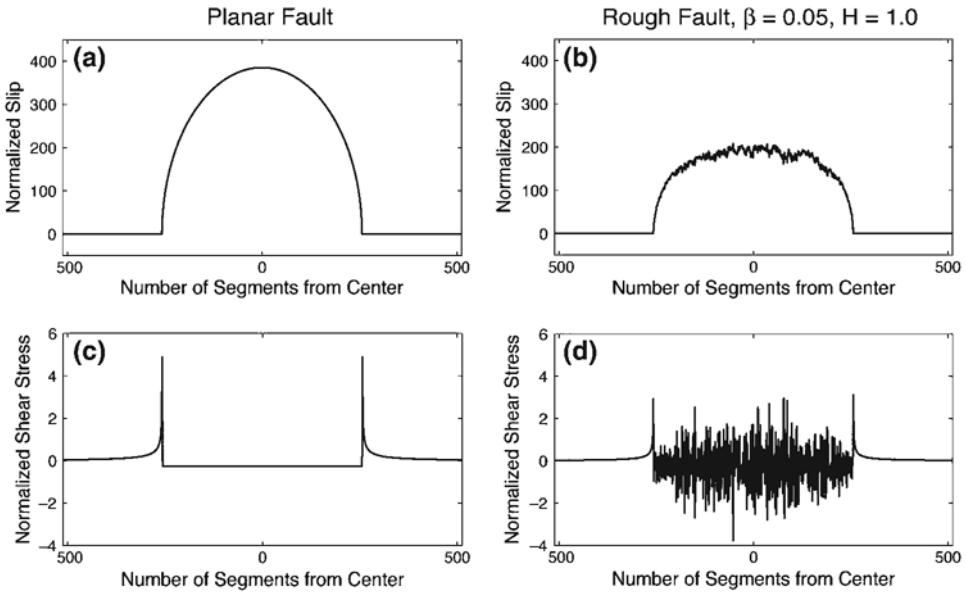 Planar Fault
Rough Fault, β = 0.05, H = 1.0
(a)
Normalized Slip
400
300
200
100
0
500
0
500
Number of Segments from Center
(b)
Normalized Slip
400
300
200
100
0
500
0
500
Number of Segments from Center
(c)
Normalized Shear Stress
6
4
2
0
−2
−4
500
0
500
Number of Segments from Center
(d)
Normalized Shear Stress
6
4
2
0
−2
−4
500
0
500
Number of Segments from Center